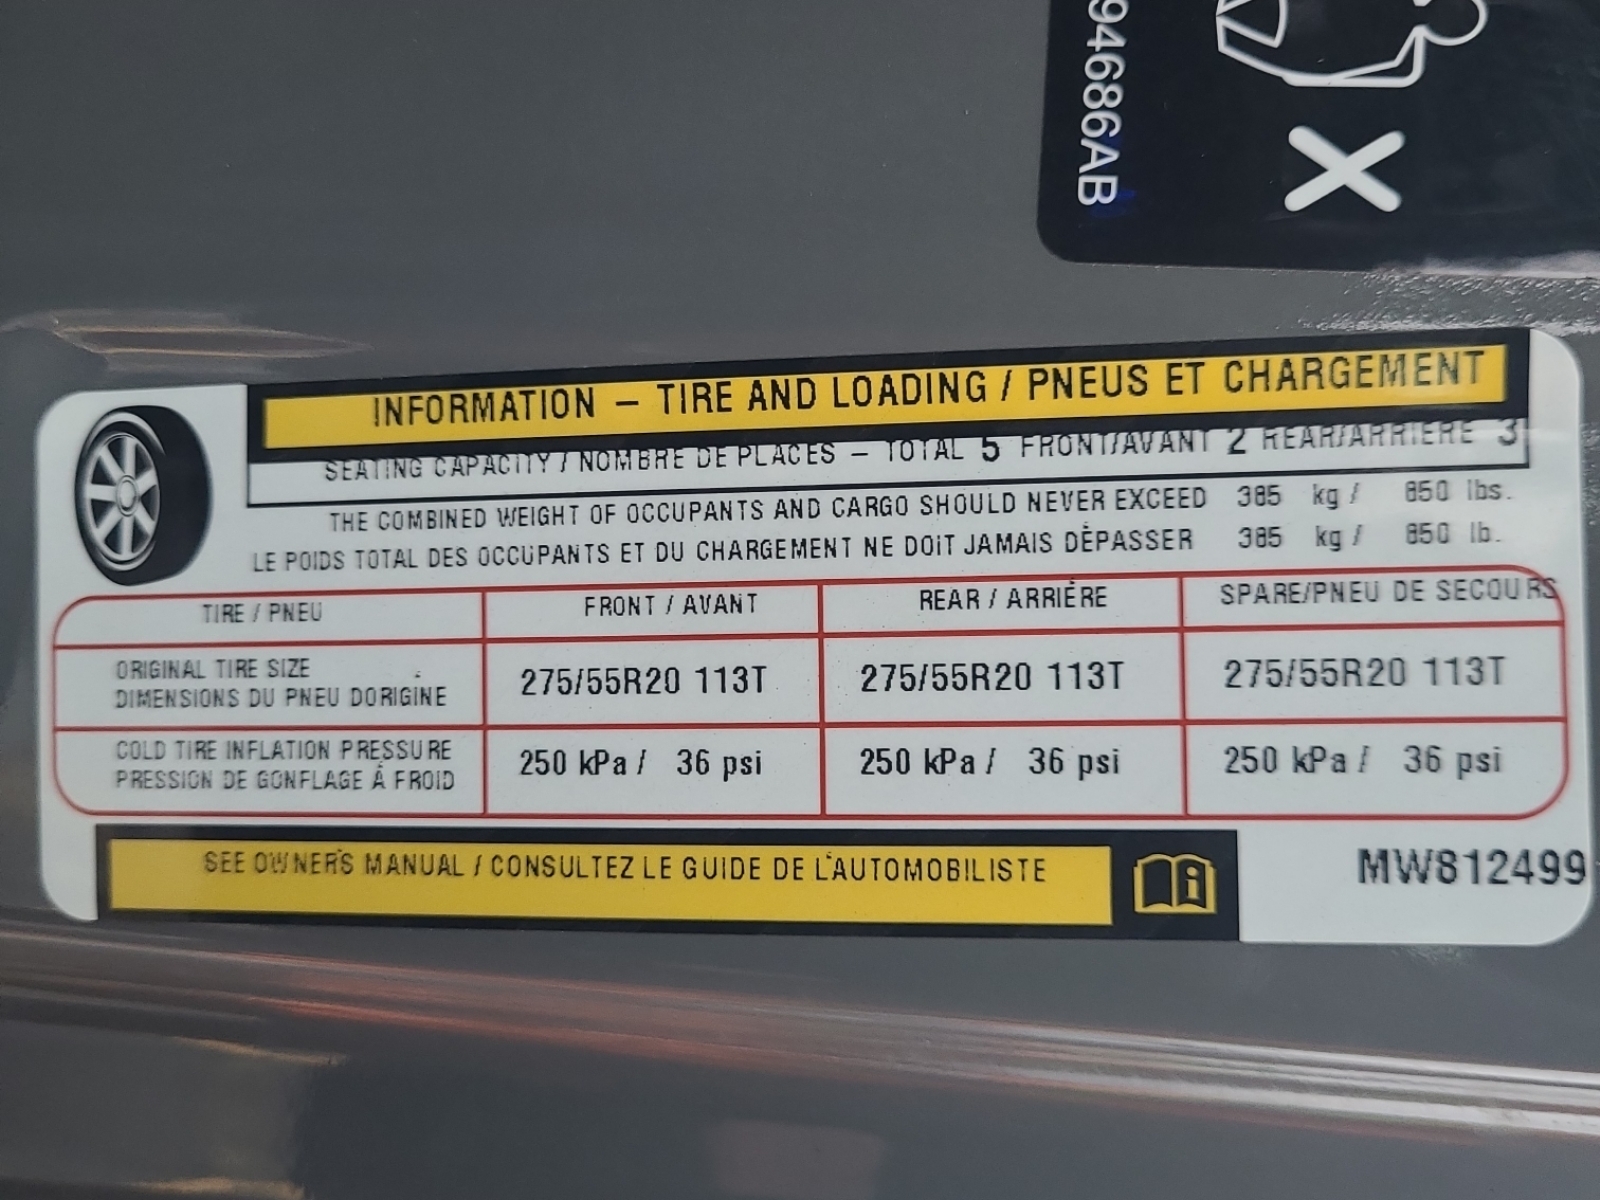 94686AB
INFORMATION – TIRE AND LOADING / PNEUS ET CHARGEMENT
SEATING CAPACITY / NOMBRE DE PLACES – TOTAL 5 FRONT/AVANT 2 REAR/ARRIÈRE 3
THE COMBINED WEIGHT OF OCCUPANTS AND CARGO SHOULD NEVER EXCEED 385 kg / 850 lbs.
LE POIDS TOTAL DES OCCUPANTS ET DU CHARGEMENT NE DOIT JAMAIS DÉPASSER 385 kg / 850 lb.
TIRE / PNEU FRONT / AVANT REAR / ARRIÈRE SPARE/PNEU DE SECOURS
ORIGINAL TIRE SIZE
DIMENSIONS DU PNEU D'ORIGINE
275/55R20 113T 275/55R20 113T 275/55R20 113T
COLD TIRE INFLATION PRESSURE
PRESSION DE GONFLAGE À FROID
250 kPa / 36 psi 250 kPa / 36 psi 250 kPa / 36 psi
SEE OWNER'S MANUAL / CONSULTEZ LE GUIDE DE L'AUTOMOBILISTE
MW812499